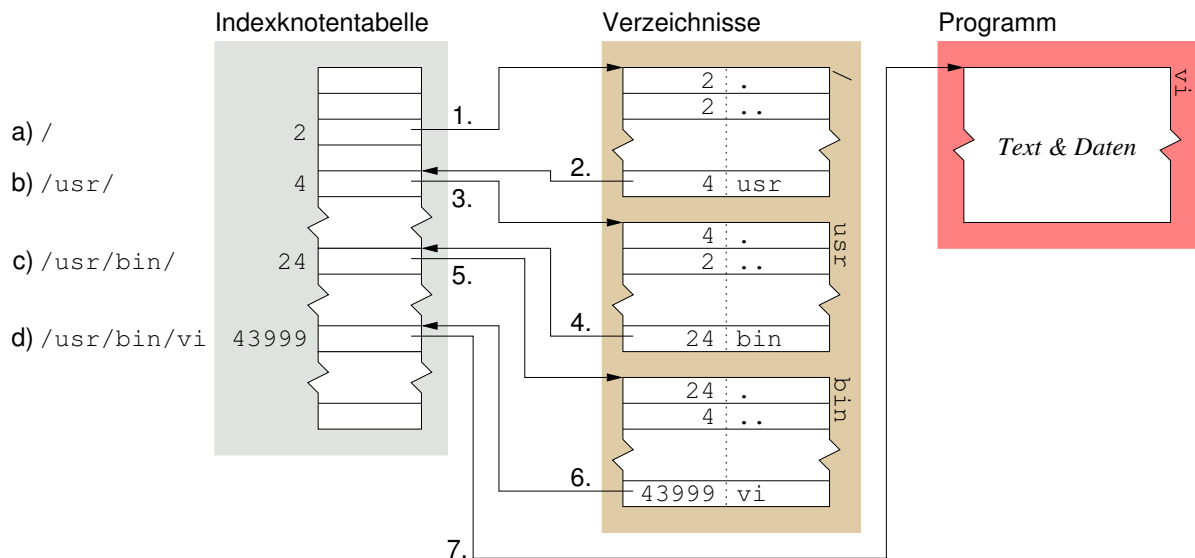 Indexknotentabelle
Verzeichnisse
Programm
a) /
2
1.
2 .
2 ..
/
b) /usr/
4
2.
4 usr
3.
c) /usr/bin/
24
5.
4 .
2 ..
usr
4.
24 bin
d) /usr/bin/vi
43999
24 .
4 ..
bin
6.
43999 vi
7.
Text & Daten
vi